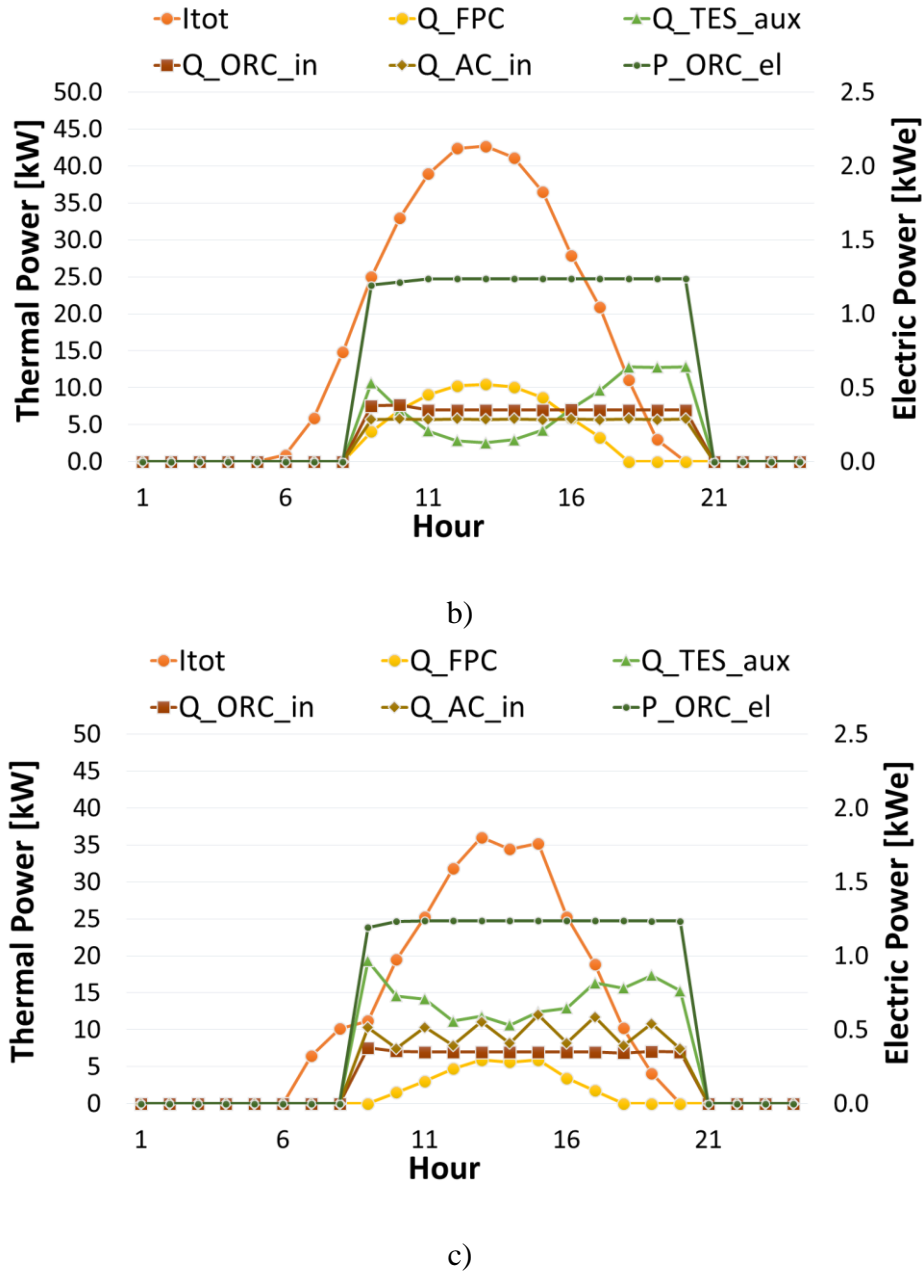 Itot Q_FPC Q_TES_aux
Q_ORC_in Q_AC_in P_ORC_el
Thermal Power [kW]
50.0
45.0
40.0
35.0
30.0
25.0
20.0
15.0
10.0
5.0
0.0
2.5
2.0
1.5
1.0
0.5
0.0
Electric Power [kWe]
1 6 11 16 21
Hour
b)
Itot Q_FPC Q_TES_aux
Q_ORC_in Q_AC_in P_ORC_el
Thermal Power [kW]
50
45
40
35
30
25
20
15
10
5
0
2.5
2.0
1.5
1.0
0.5
0.0
Electric Power [kWe]
1 6 11 16 21
Hour
c)